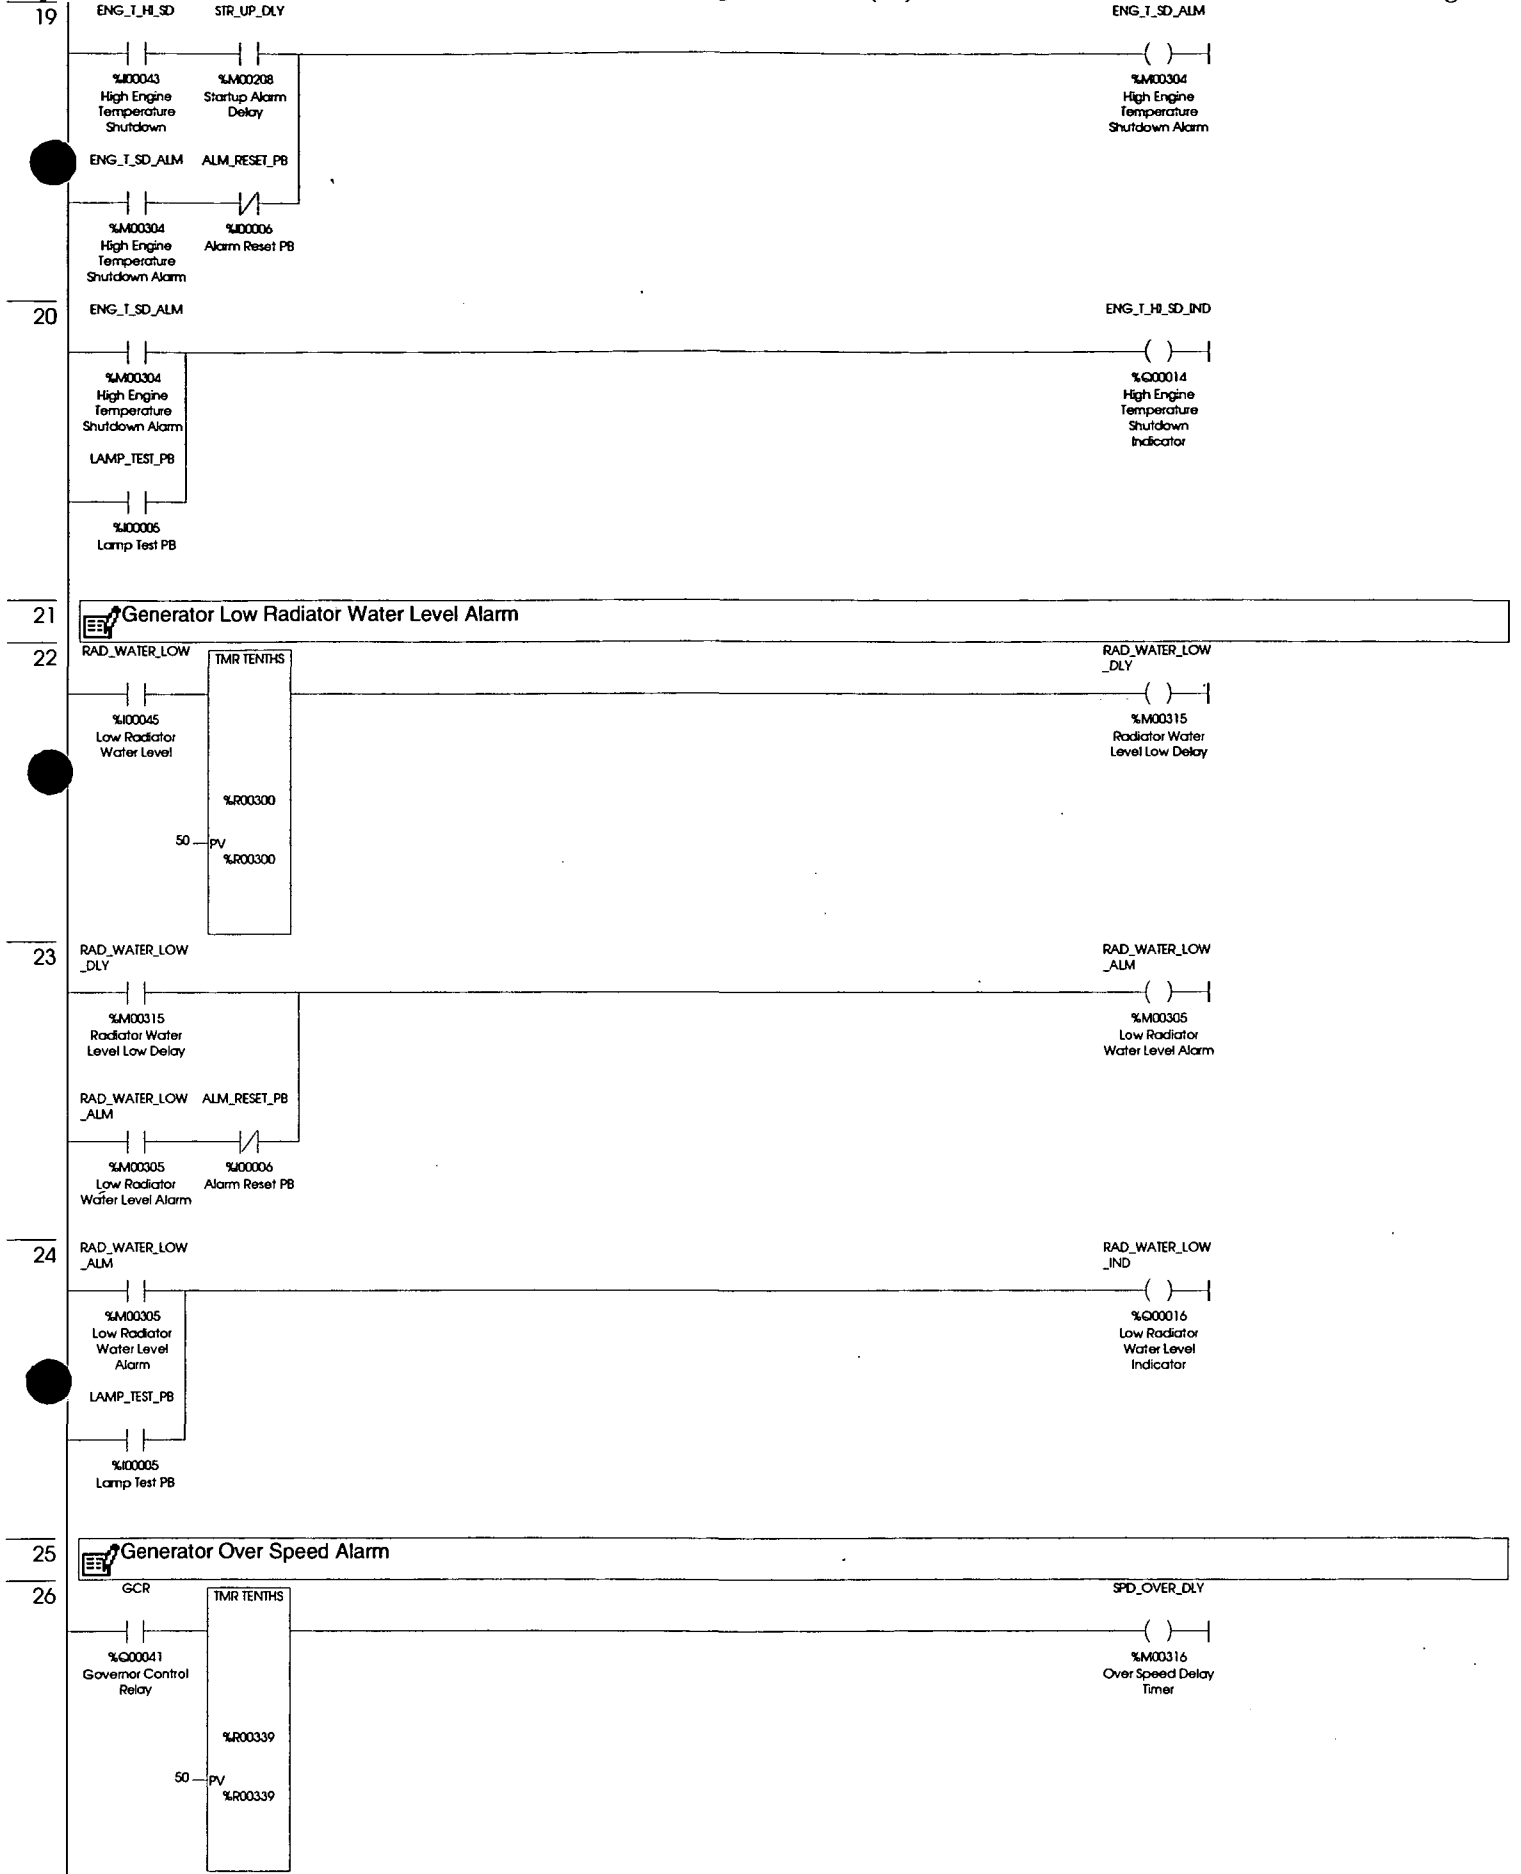 19
ENG_T_HI_SD STR_UP_DLY ENG_T_SD_ALM
%I00043 %M00208 %M00304
High Engine Startup Alarm High Engine
Temperature Delay Temperature
Shutdown Shutdown Alarm
ENG_T_SD_ALM ALM_RESET_PB
%M00304 %I00006
High Engine Alarm Reset PB
Temperature
Shutdown Alarm
20
ENG_T_SD_ALM ENG_T_HI_SD_IND
%M00304 %Q00014
High Engine High Engine
Temperature Temperature
Shutdown Alarm Shutdown
Indicator
LAMP_TEST_PB
%I00005
Lamp Test PB
21 Generator Low Radiator Water Level Alarm
22
RAD_WATER_LOW TMR TENTHS RAD_WATER_LOW
_DLY
%I00045 %M00315
Low Radiator Radiator Water
Water Level Level Low Delay
%R00300
50 PV
%R00300
23
RAD_WATER_LOW RAD_WATER_LOW
_DLY _ALM
%M00315 %M00305
Radiator Water Low Radiator
Level Low Delay Water Level Alarm
RAD_WATER_LOW ALM_RESET_PB
_ALM
%M00305 %I00006
Low Radiator Alarm Reset PB
Water Level Alarm
24
RAD_WATER_LOW RAD_WATER_LOW
_ALM _IND
%M00305 %Q00016
Low Radiator Low Radiator
Water Level Water Level
Alarm Indicator
LAMP_TEST_PB
%I00005
Lamp Test PB
25 Generator Over Speed Alarm
26
GCR TMR TENTHS SPD_OVER_DLY
%Q00041 %M00316
Governor Control Over Speed Delay
Relay Timer
%R00339
50 PV
%R00339